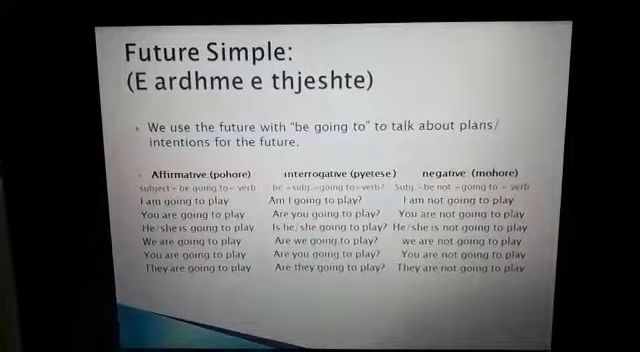 Future Simple:
(E ardhme e thjeshte)
We use the future with "be going to" to talk about plans/
intentions for the future.
Affirmative (pohore) interrogative (pyetese) negative (mohore)
subject+ be going to+ verb be +subj.+going to+verb? Subj.+be not +going to + verb
I am going to play Am I going to play? I am not going to play
You are going to play Are you going to play? You are not going to play
He/she is going to play Is he/she going to play? He/she is not going to play
We are going to play Are we going to play? we are not going to play
You are going to play Are you going to play? You are not going to play
They are going to play Are they going to play? They are not going to play